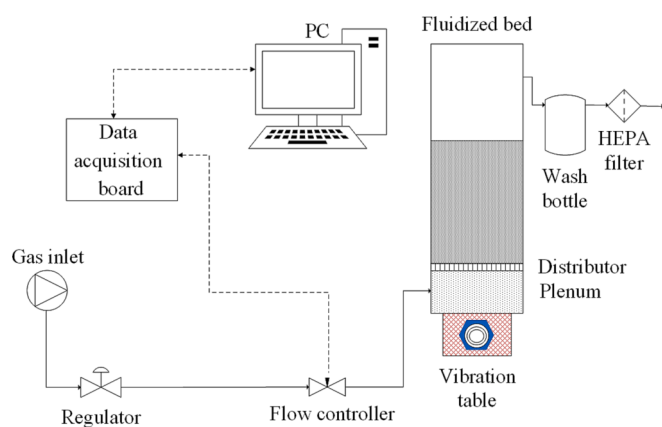 PC
Fluidized bed
Data
acquisition
board
HEPA
filter
Wash
bottle
Gas inlet
Distributor
Plenum
Vibration
table
Regulator
Flow controller